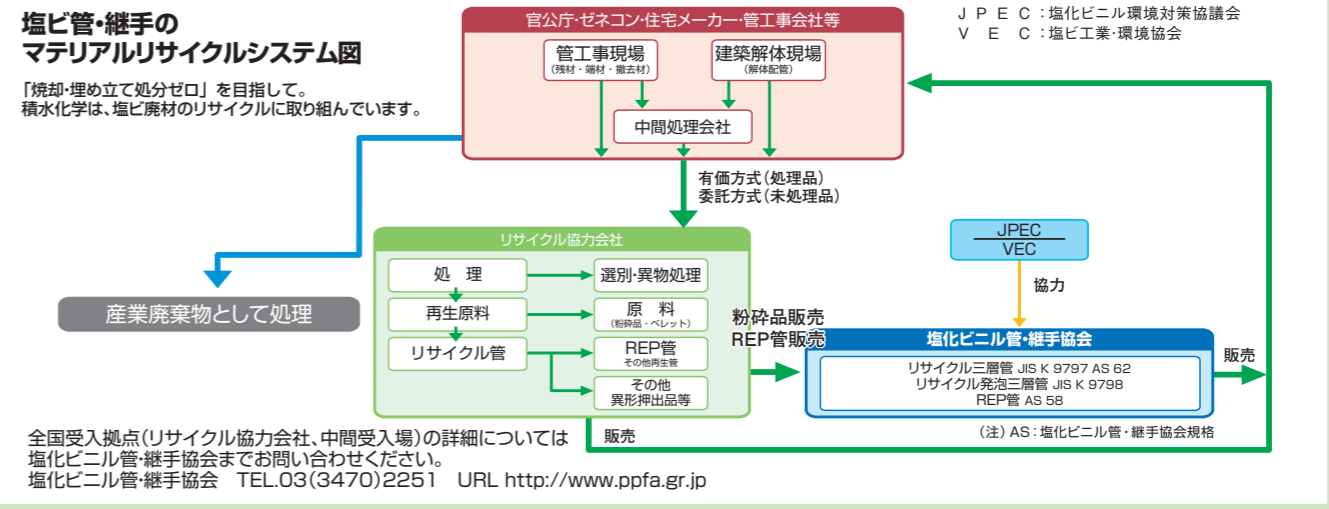 塩ビ管・継手の
マテリアルリサイクルシステム図
「焼却・埋め立て処分ゼロ」を目指して。
積水化学は、塩ビ廃材のリサイクルに取り組んでいます。
官公庁・ゼネコン・住宅メーカー・管工事会社等
管工事現場
(残材・端材・撤去材)
建築解体現場
(解体配管)
中間処理会社
JPEC：塩化ビニル環境対策協議会
VEC：塩ビ工業・環境協会
有価方式(処理品)
委託方式(未処理品)
産業廃棄物として処理
リサイクル協力会社
処 理
選別・異物処理
再生原料
原 料
(粉砕品・ペレット)
リサイクル管
REP管
その他再生管
その他
異形押出品等
粉砕品販売
REP管販売
JPEC
VEC
協力
塩化ビニル管・継手協会
リサイクル三層管 JIS K 9797 AS 62
リサイクル発泡三層管 JIS K 9798
REP管 AS 58
販売
(注)AS：塩化ビニル管・継手協会規格
販売
全国受入拠点(リサイクル協力会社、中間受入場)の詳細については
塩化ビニル管・継手協会までお問い合わせください。
塩化ビニル管・継手協会 TEL.03(3470)2251 URL http://www.ppfa.gr.jp